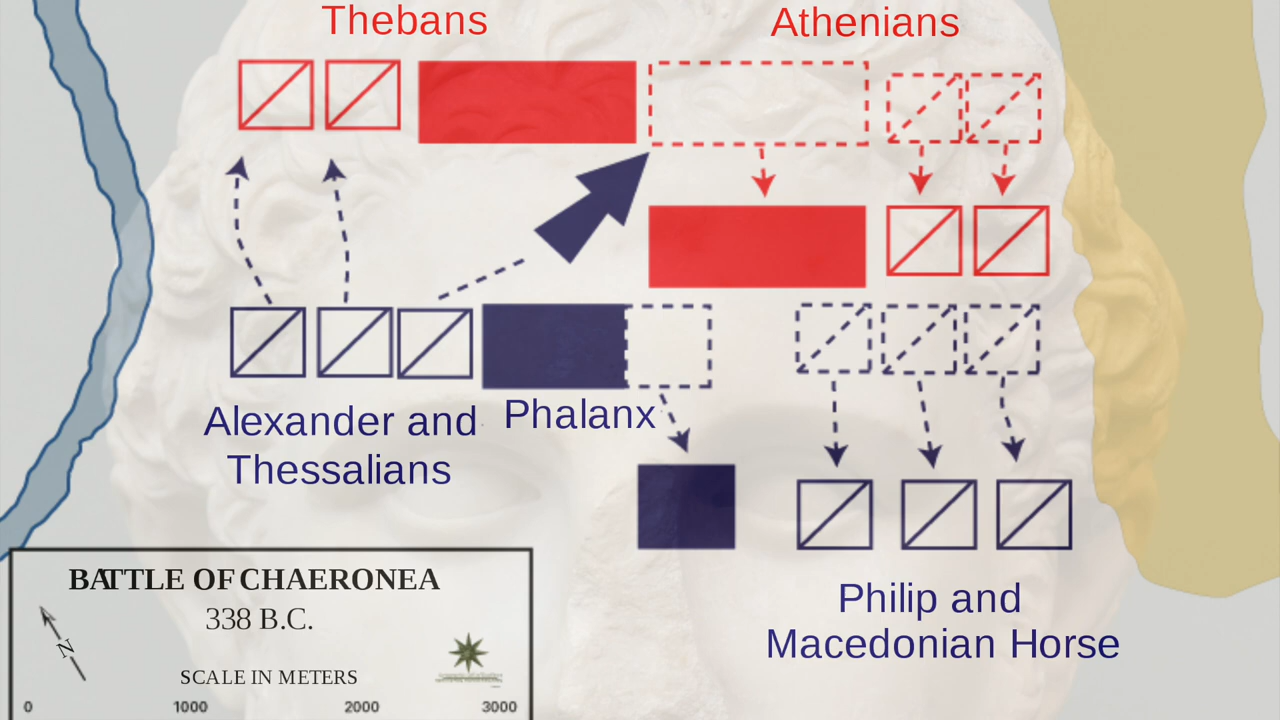 Thebans
Athenians
Alexander and
Thessalians
Phalanx
Philip and
Macedonian Horse
BATTLE OF CHAERONEA
338 B.C.
N
SCALE IN METERS
0 1000 2000 3000